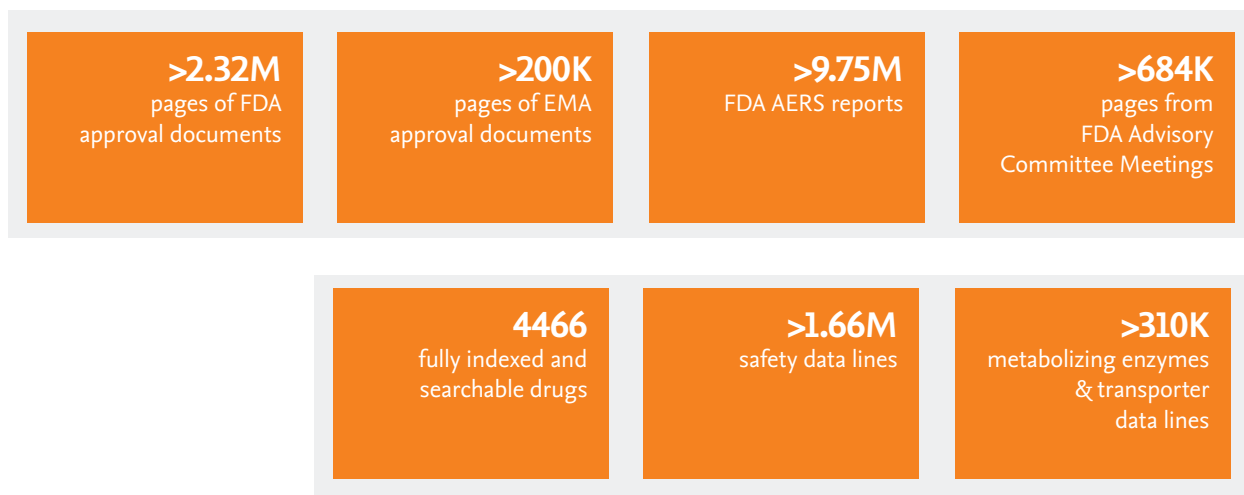 >2.32M
pages of FDA
approval documents
>200K
pages of EMA
approval documents
>9.75M
FDA AERS reports
>684K
pages from
FDA Advisory
Committee Meetings
4466
fully indexed and
searchable drugs
>1.66M
safety data lines
>310K
metabolizing enzymes
& transporter
data lines